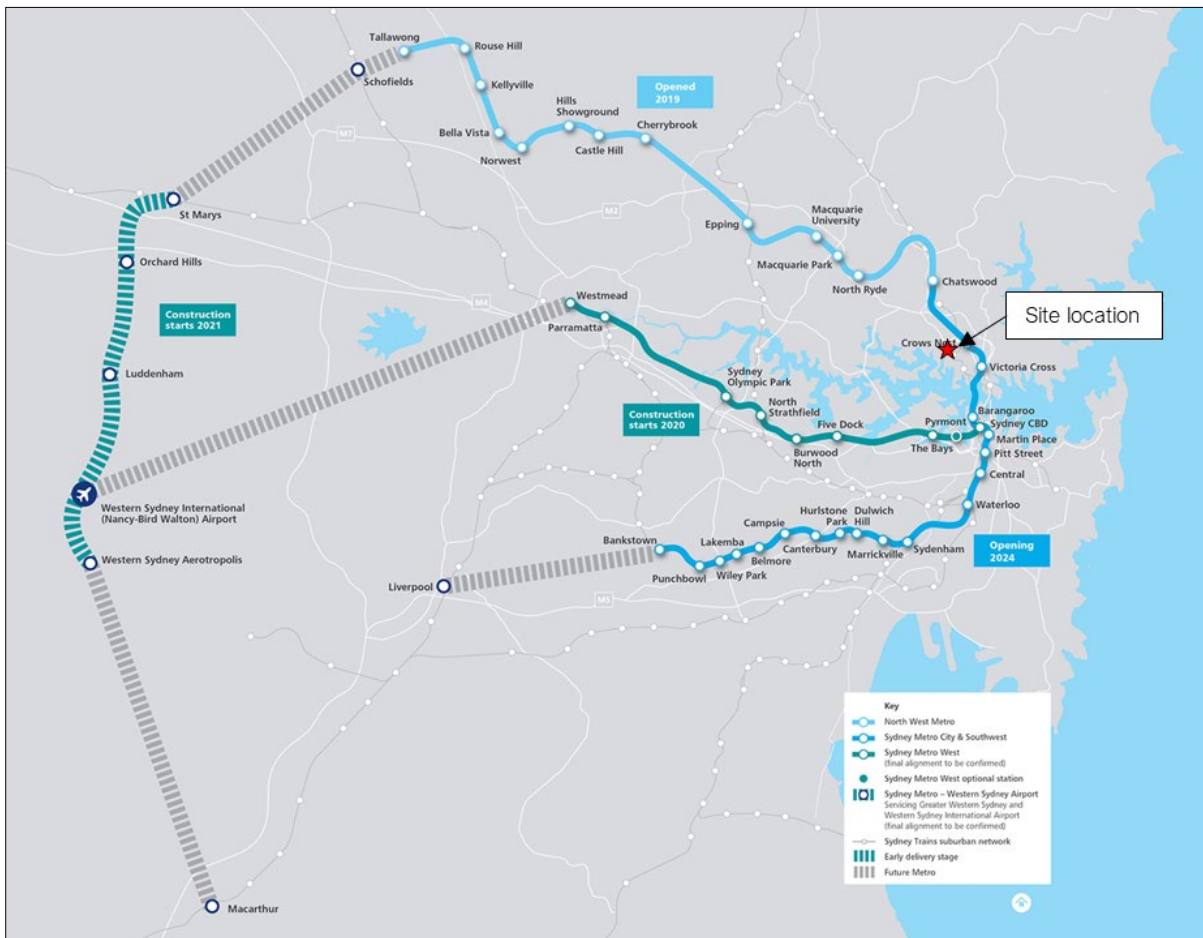 Tallawong
Rouse Hill
Schofields
Kellyville
Opened
2019
Hills
Showground
Cherrybrook
M7
Bella Vista
Castle Hill
Norwest
St Marys
M2
Macquarie
University
Epping
Orchard Hills
Macquarie Park
Chatswood
North Ryde
Westmead
M4
Construction
starts 2021
Parramatta
Site location
Crows Nest
Victoria Cross
Luddenham
Sydney
Olympic Park
Construction
starts 2020
North
Strathfield
Five Dock
Pyrmont
Barangaroo
Sydney CBD
Martin Place
The Bays
Pitt Street
Burwood
North
Central
Western Sydney International
(Nancy-Bird Walton) Airport
Waterloo
Hurlstone
Park
Dulwich
Hill
Campsie
Lakemba
Bankstown
Canterbury
Sydenham
Opening
2024
Belmore
Marrickville
Western Sydney Aerotropolis
Punchbowl
Wiley Park
Liverpool
M5
Key
North West Metro
Sydney Metro City & Southwest
Sydney Metro West
(final alignment to be confirmed)
Sydney Metro West optional station
Sydney Metro – Western Sydney Airport
Servicing Greater Western Sydney and
Western Sydney International Airport
(final alignment to be confirmed)
Sydney Trains suburban network
Early delivery stage
Future Metro
Macarthur